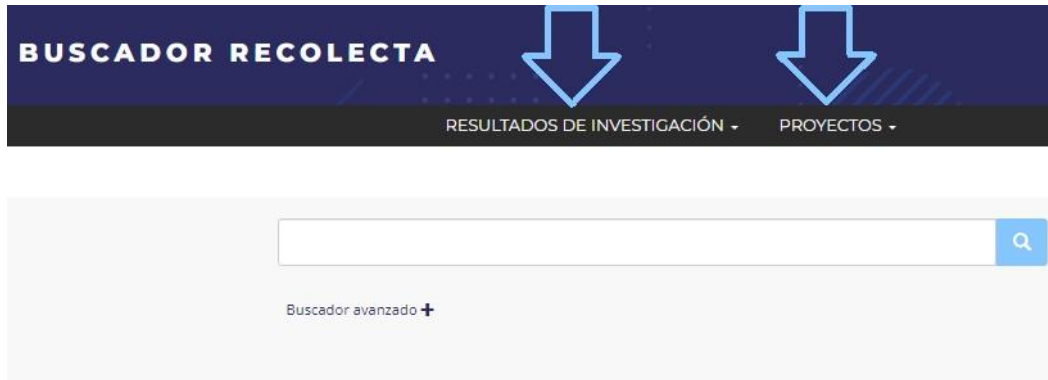 BUSCADOR RECOLECTA
RESULTADOS DE INVESTIGACIÓN PROYECTOS
Buscador avanzado +